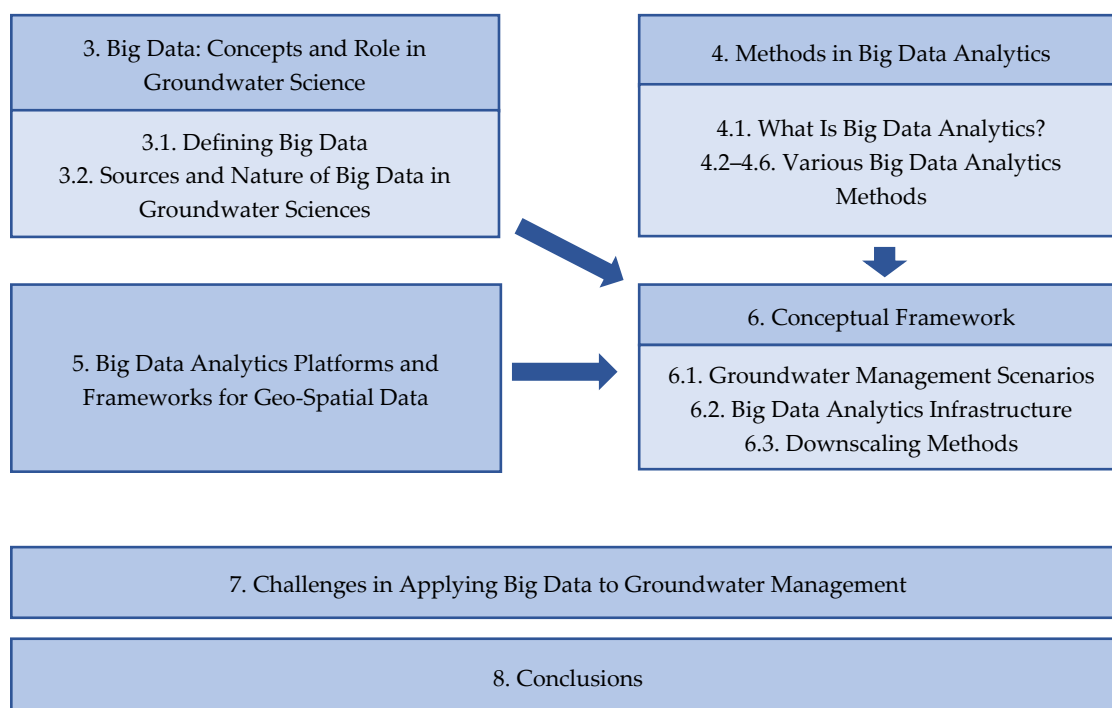 3. Big Data: Concepts and Role in
Groundwater Science
3.1. Defining Big Data
3.2. Sources and Nature of Big Data in
Groundwater Sciences
4. Methods in Big Data Analytics
4.1. What Is Big Data Analytics?
4.2–4.6. Various Big Data Analytics
Methods
5. Big Data Analytics Platforms and
Frameworks for Geo-Spatial Data
6. Conceptual Framework
6.1. Groundwater Management Scenarios
6.2. Big Data Analytics Infrastructure
6.3. Downscaling Methods
7. Challenges in Applying Big Data to Groundwater Management
8. Conclusions